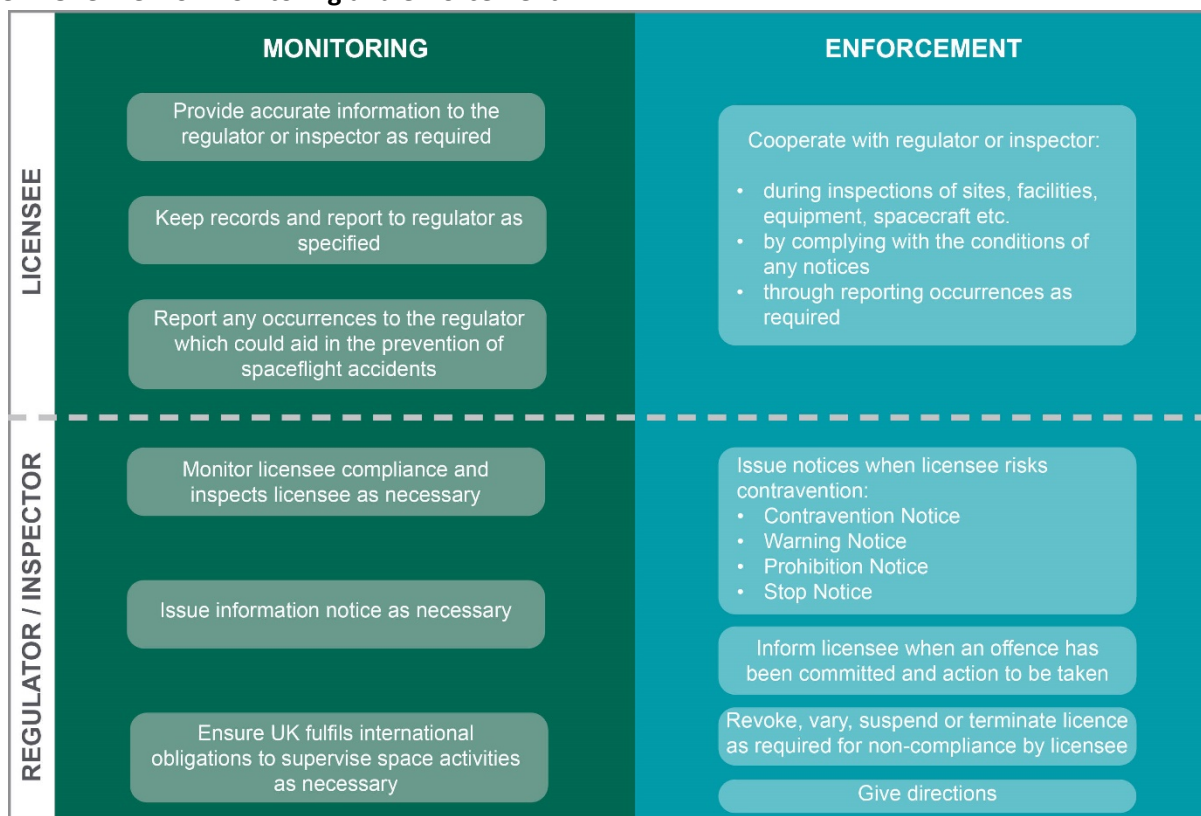 MONITORING
ENFORCEMENT
LICENSEE
Provide accurate information to the
regulator or inspector as required
Keep records and report to regulator as
specified
Report any occurrences to the regulator
which could aid in the prevention of
spaceflight accidents
Cooperate with regulator or inspector:
• during inspections of sites, facilities,
equipment, spacecraft etc.
• by complying with the conditions of
any notices
• through reporting occurrences as
required
REGULATOR / INSPECTOR
Monitor licensee compliance and
inspects licensee as necessary
Issue information notice as necessary
Ensure UK fulfils international
obligations to supervise space activities
as necessary
Issue notices when licensee risks
contravention:
• Contravention Notice
• Warning Notice
• Prohibition Notice
• Stop Notice
Inform licensee when an offence has
been committed and action to be taken
Revoke, vary, suspend or terminate licence
as required for non-compliance by licensee
Give directions